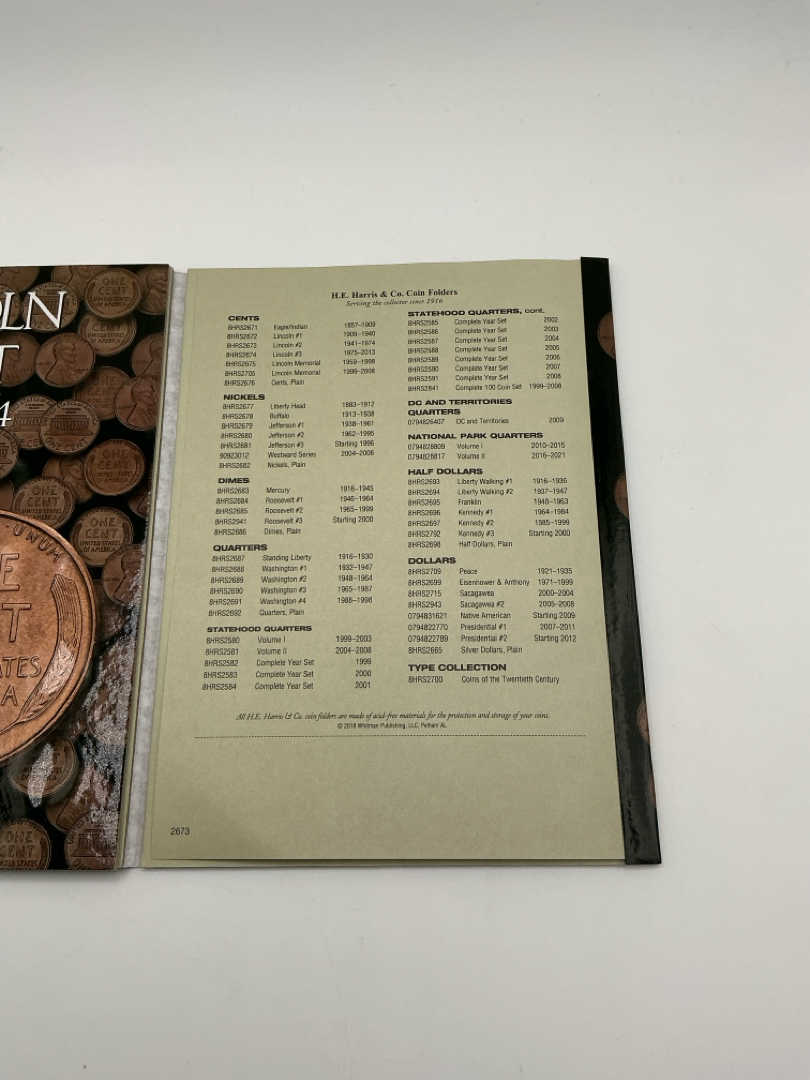 LN
T
4
UNUM
E
T
ATES
A
ONE
CENT
UNITED STATES
OF AMERICA
H.E. Harris & Co. Coin Folders
Serving the collector since 1916
CENTS
8HRS2671 Eagle/Indian 1857–1909
8HRS2672 Lincoln #1 1909–1940
8HRS2673 Lincoln #2 1941–1974
8HRS2674 Lincoln #3 1975–2013
8HRS2675 Lincoln Memorial 1959–1998
8HRS2705 Lincoln Memorial 1999–2008
8HRS2676 Cents, Plain
NICKELS
8HRS2677 Liberty Head 1883–1912
8HRS2678 Buffalo 1913–1938
8HRS2679 Jefferson #1 1938–1961
8HRS2680 Jefferson #2 1962–1995
8HRS2681 Jefferson #3 Starting 1996
90923012 Westward Series 2004–2006
8HRS2682 Nickels, Plain
DIMES
8HRS2683 Mercury 1916–1945
8HRS2684 Roosevelt #1 1946–1964
8HRS2685 Roosevelt #2 1965–1999
8HRS2941 Roosevelt #3 Starting 2000
8HRS2686 Dimes, Plain
QUARTERS
8HRS2687 Standing Liberty 1916–1930
8HRS2688 Washington #1 1932–1947
8HRS2689 Washington #2 1948–1964
8HRS2690 Washington #3 1965–1987
8HRS2691 Washington #4 1988–1998
8HRS2692 Quarters, Plain
STATEHOOD QUARTERS
8HRS2580 Volume I 1999–2003
8HRS2581 Volume II 2004–2008
8HRS2582 Complete Year Set 1999
8HRS2583 Complete Year Set 2000
8HRS2584 Complete Year Set 2001
STATEHOOD QUARTERS, cont.
8HRS2585 Complete Year Set 2002
8HRS2586 Complete Year Set 2003
8HRS2587 Complete Year Set 2004
8HRS2588 Complete Year Set 2005
8HRS2589 Complete Year Set 2006
8HRS2590 Complete Year Set 2007
8HRS2591 Complete Year Set 2008
8HRS2841 Complete 100 Coin Set 1999–2008
DC AND TERRITORIES
QUARTERS
0794826407 DC and Territories 2009
NATIONAL PARK QUARTERS
0794828809 Volume I 2010–2015
0794828817 Volume II 2016–2021
HALF DOLLARS
8HRS2693 Liberty Walking #1 1916–1936
8HRS2694 Liberty Walking #2 1937–1947
8HRS2695 Franklin 1948–1963
8HRS2696 Kennedy #1 1964–1984
8HRS2697 Kennedy #2 1985–1999
8HRS2792 Kennedy #3 Starting 2000
8HRS2698 Half Dollars, Plain
DOLLARS
8HRS2709 Peace 1921–1935
8HRS2699 Eisenhower & Anthony 1971–1999
8HRS2715 Sacagawea 2000–2004
8HRS2943 Sacagawea #2 2005–2008
0794831621 Native American Starting 2009
0794822770 Presidential #1 2007–2011
0794822789 Presidential #2 Starting 2012
8HRS2665 Silver Dollars, Plain
TYPE COLLECTION
8HRS2700 Coins of the Twentieth Century
All H.E. Harris & Co. coin folders are made of acid-free materials for the protection and storage of your coins.
© 2018 Whitman Publishing, LLC, Pelham AL
2673